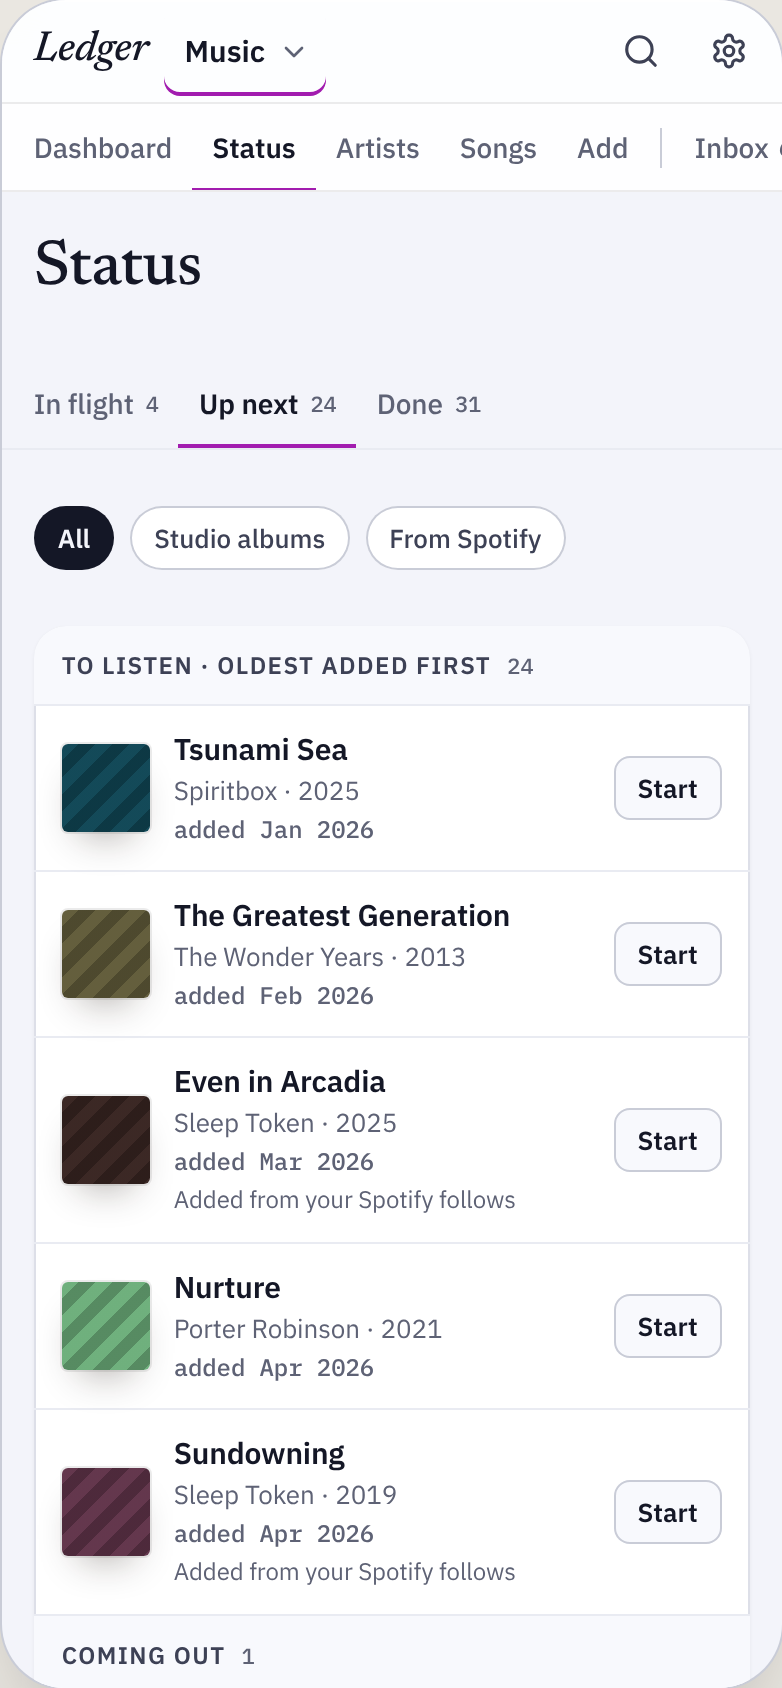 Ledger Music
Dashboard Status Artists Songs Add Inbox
Status
In flight 4 Up next 24 Done 31
All Studio albums From Spotify
TO LISTEN · OLDEST ADDED FIRST 24
Tsunami Sea
Spiritbox · 2025
added Jan 2026
Start
The Greatest Generation
The Wonder Years · 2013
added Feb 2026
Start
Even in Arcadia
Sleep Token · 2025
added Mar 2026
Added from your Spotify follows
Start
Nurture
Porter Robinson · 2021
added Apr 2026
Start
Sundowning
Sleep Token · 2019
added Apr 2026
Added from your Spotify follows
Start
COMING OUT 1